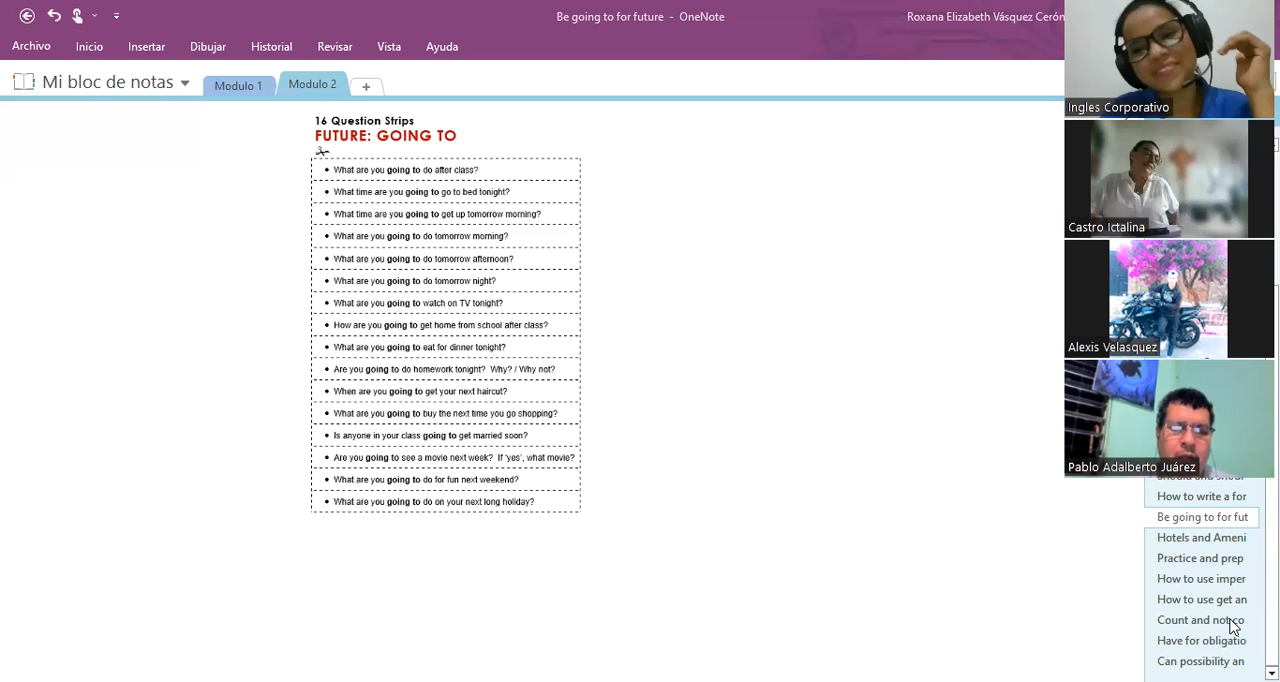 Be going to for future - OneNote
Roxana Elizabeth Vásquez Cerón
Archivo Inicio Insertar Dibujar Historial Revisar Vista Ayuda
Mi bloc de notas Modulo 1 Modulo 2 +
16 Question Strips
FUTURE: GOING TO
• What are you going to do after class?
• What time are you going to go to bed tonight?
• What time are you going to get up tomorrow morning?
• What are you going to do tomorrow morning?
• What are you going to do tomorrow afternoon?
• What are you going to do tomorrow night?
• What are you going to watch on TV tonight?
• How are you going to get home from school after class?
• What are you going to eat for dinner tonight?
• Are you going to do homework tonight? Why? / Why not?
• When are you going to get your next haircut?
• What are you going to buy the next time you go shopping?
• Is anyone in your class going to get married soon?
• Are you going to see a movie next week? If 'yes', what movie?
• What are you going to do for fun next weekend?
• What are you going to do on your next long holiday?
Ingles Corporativo
Castro Ictalina
Alexis Velasquez
Pablo Adalberto Juárez
How to write a for
Be going to for fut
Hotels and Ameni
Practice and prep
How to use imper
How to use get an
Count and not co
Have for obligatio
Can possibility an